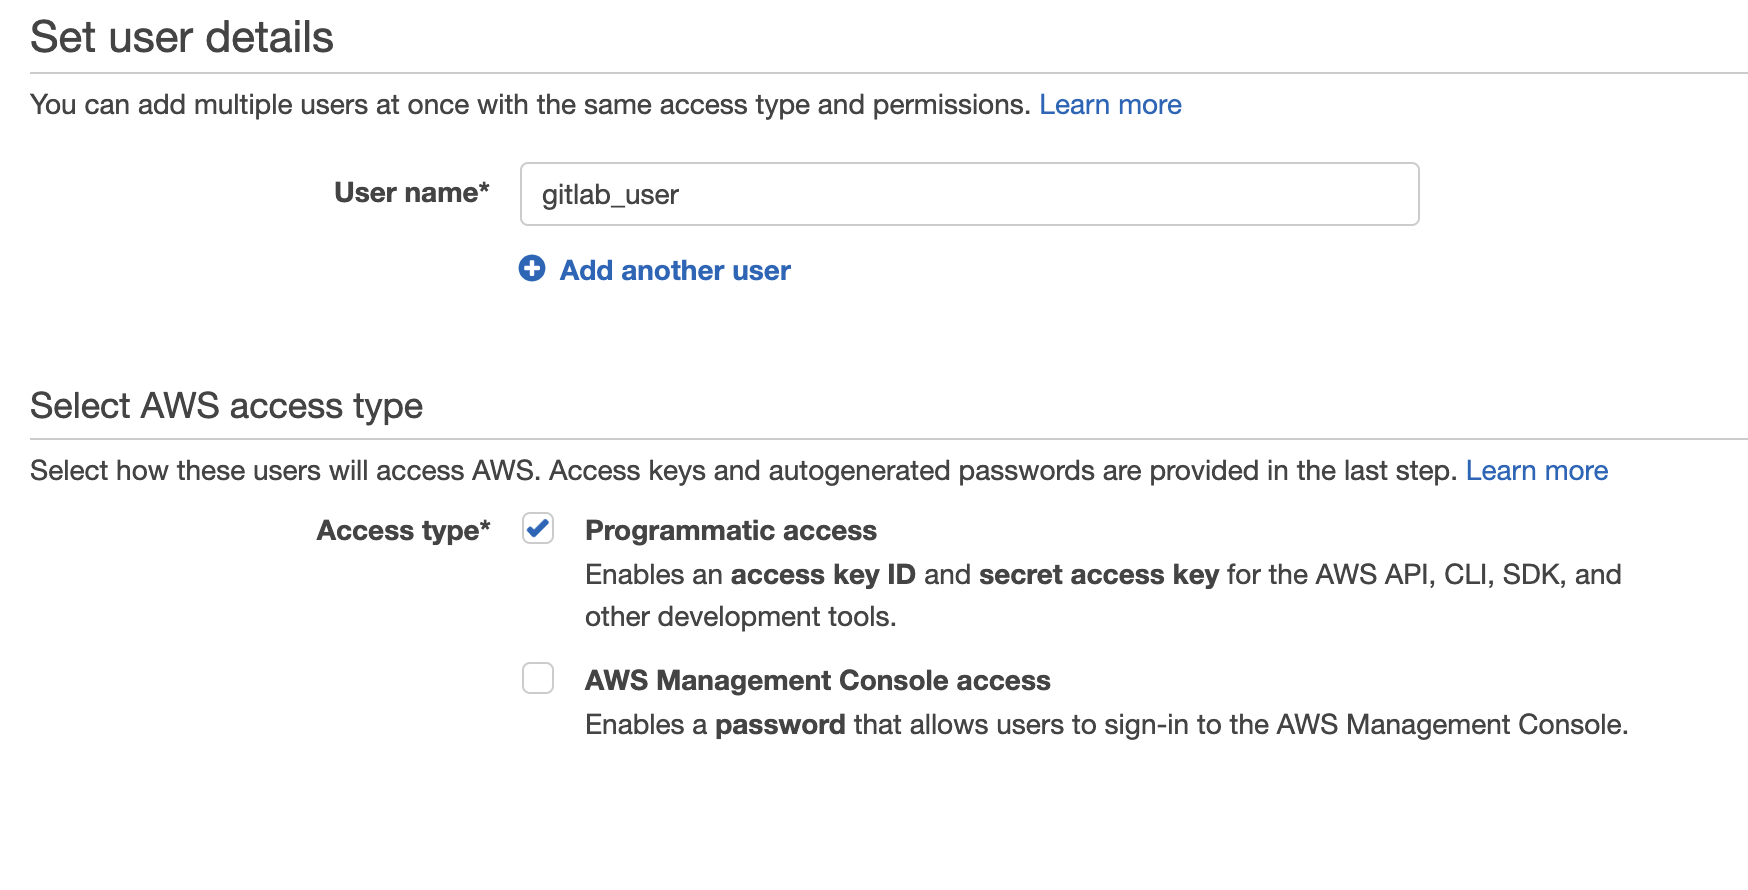 Set user details
You can add multiple users at once with the same access type and permissions. Learn more
User name* gitlab_user
Add another user
Select AWS access type
Select how these users will access AWS. Access keys and autogenerated passwords are provided in the last step. Learn more
Access type* Programmatic access
Enables an access key ID and secret access key for the AWS API, CLI, SDK, and
other development tools.
AWS Management Console access
Enables a password that allows users to sign-in to the AWS Management Console.